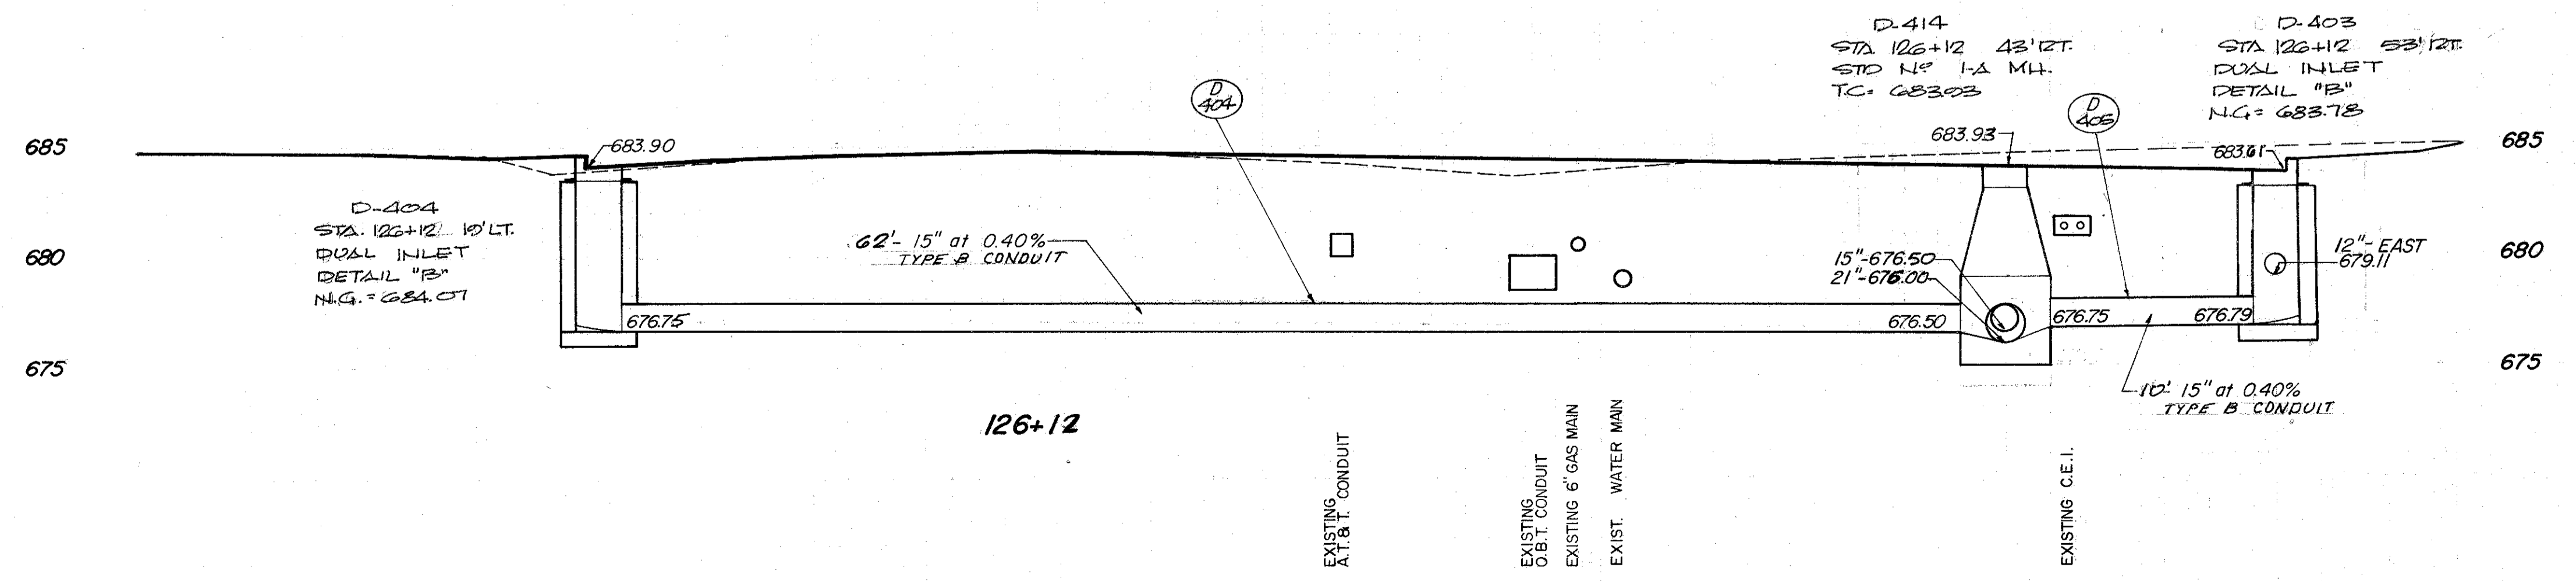 D-414
STA 126+12 43' RT.
STD Nº 1-A MH.
T.C= 683.93
D-403
STA 126+12 53' RT.
DUAL INLET
DETAIL "B"
N.G= 683.78
D
404
D
405
685
683.90
683.93
683.61
685
D-404
STA. 126+12 19' LT.
DUAL INLET
DETAIL "B"
N.G. = 684.07
62'- 15" at 0.40%
TYPE B CONDUIT
680
15"-676.50
21"-676.00
12"- EAST
679.11
680
676.75
676.50
676.75
676.79
675
675
10'- 15" at 0.40%
TYPE B CONDUIT
126+12
EXISTING
A.T.&T. CONDUIT
EXISTING
O.B.T. CONDUIT
EXISTING 6" GAS MAIN
EXIST. WATER MAIN
EXISTING C.E.I.